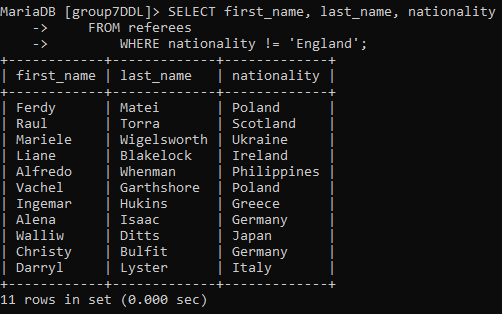 MariaDB [group7DDL]> SELECT first_name, last_name, nationality
    ->     FROM referees
    ->         WHERE nationality != 'England';
+------------+-------------+-------------+
| first_name | last_name   | nationality |
+------------+-------------+-------------+
| Ferdy      | Matei       | Poland      |
| Raul       | Torra       | Scotland    |
| Mariele    | Wigelsworth | Ukraine     |
| Liane      | Blakelock   | Ireland     |
| Alfredo    | Whenman     | Philippines |
| Vachel     | Garthshore  | Poland      |
| Ingemar    | Hukins      | Greece      |
| Alena      | Isaac       | Germany     |
| Walliw     | Ditts       | Japan       |
| Christy    | Bulfit      | Germany     |
| Darryl     | Lyster      | Italy       |
+------------+-------------+-------------+
11 rows in set (0.000 sec)